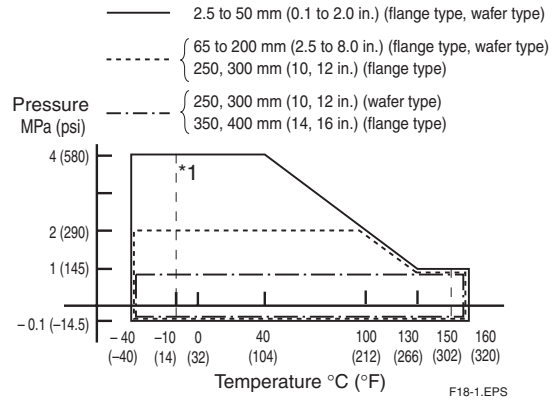 2.5 to 50 mm (0.1 to 2.0 in.) (flange type, wafer type)
65 to 200 mm (2.5 to 8.0 in.) (flange type, wafer type)
250, 300 mm (10, 12 in.) (flange type)
250, 300 mm (10, 12 in.) (wafer type)
350, 400 mm (14, 16 in.) (flange type)
Pressure
MPa (psi)
4 (580)
*1
2 (290)
1 (145)
– 0.1 (–14.5)
– 40 –10 0 40 100 130 150 160
(–40) (14) (32) (104) (212) (266) (302) (320)
Temperature °C (°F)
F18-1.EPS